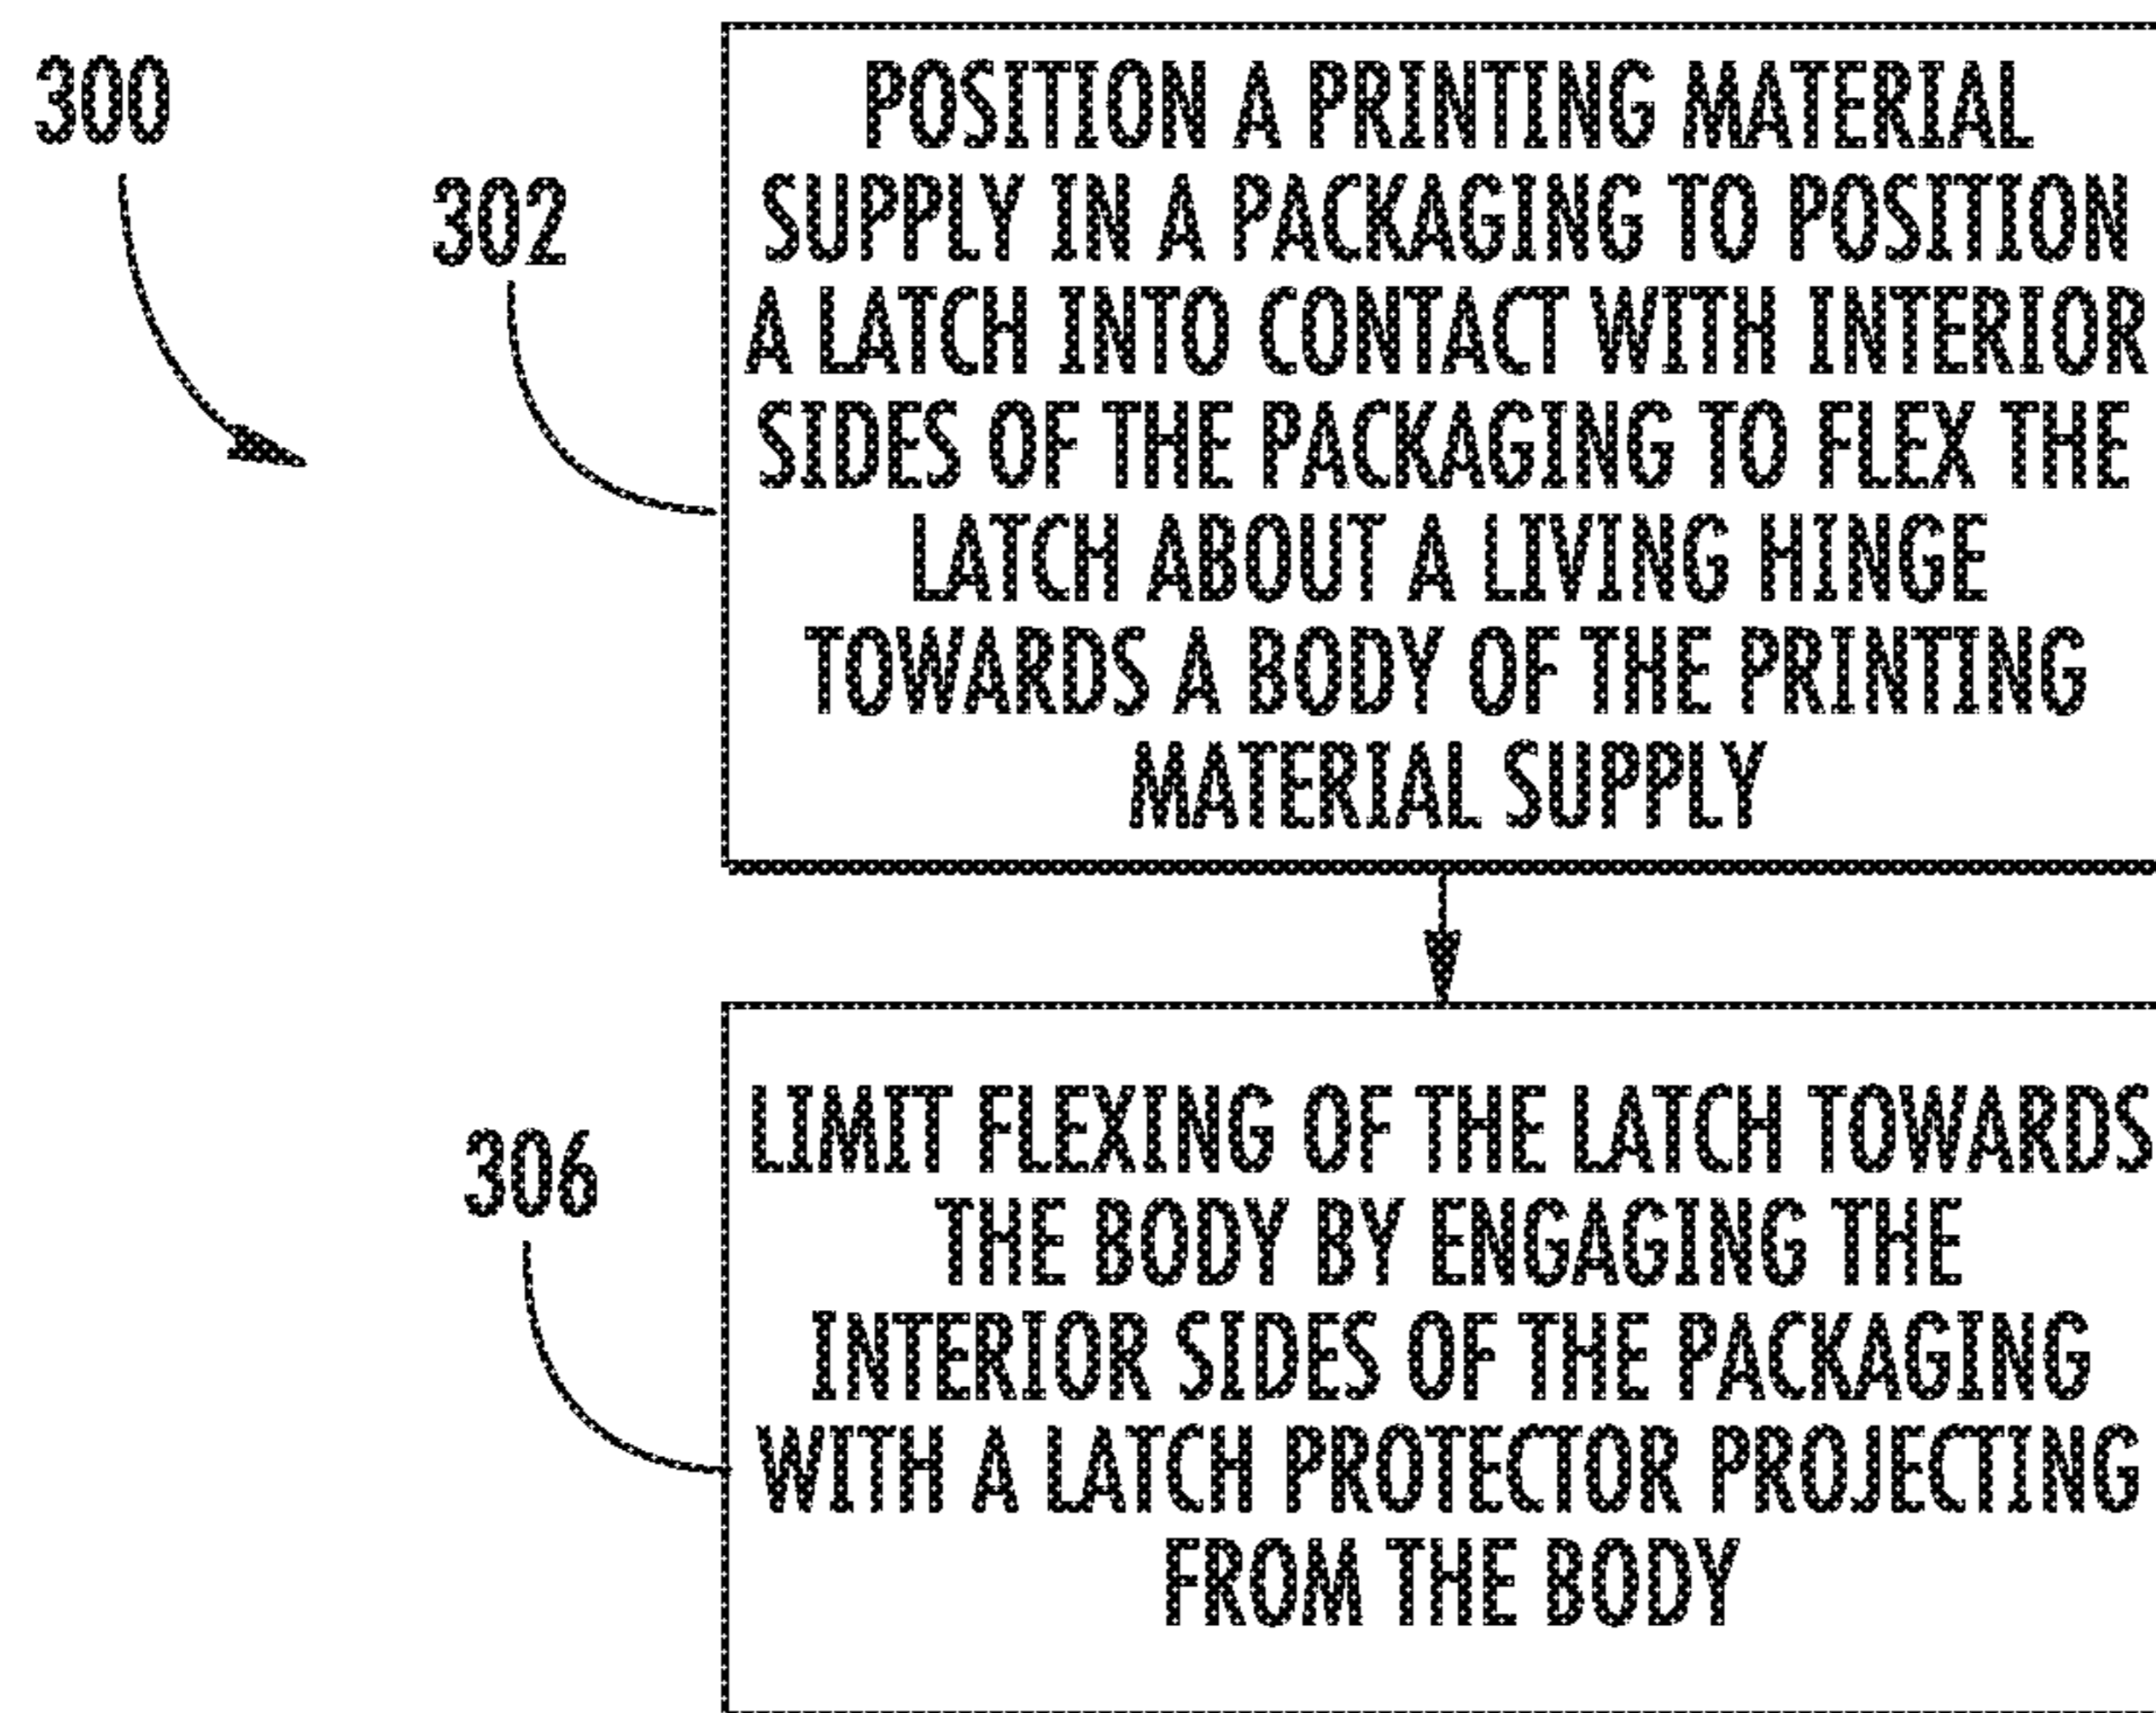 300
302
POSITION A PRINTING MATERIAL
SUPPLY IN A PACKAGING TO POSITION
A LATCH INTO CONTACT WITH INTERIOR
SIDES OF THE PACKAGING TO FLEX THE
LATCH ABOUT A LIVING HINGE
TOWARDS A BODY OF THE PRINTING
MATERIAL SUPPLY
306
LIMIT FLEXING OF THE LATCH TOWARDS
THE BODY BY ENGAGING THE
INTERIOR SIDES OF THE PACKAGING
WITH A LATCH PROTECTOR PROJECTING
FROM THE BODY